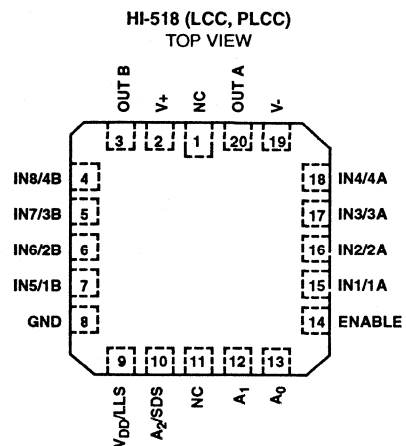 HI-518 (LCC, PLCC)
TOP VIEW
OUT B
V+
NC
OUT A
V-
3
2
1
20
19
IN8/4B 4
18 IN4/4A
IN7/3B 5
17 IN3/3A
IN6/2B 6
16 IN2/2A
IN5/1B 7
15 IN1/1A
GND 8
14 ENABLE
9
10
11
12
13
VDD/LLS
A2/SDS
NC
A1
A0